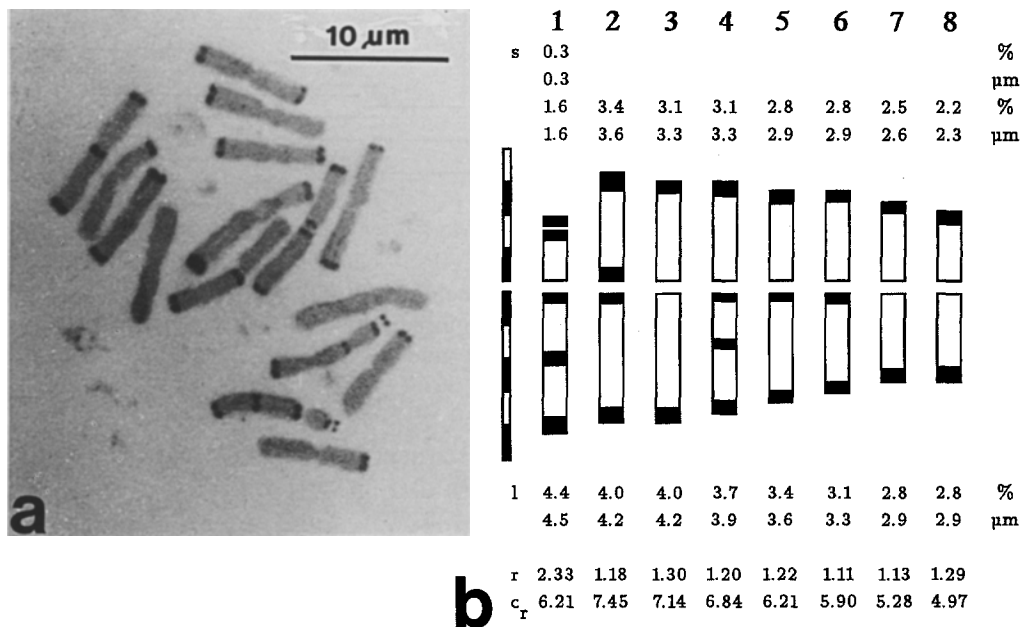 10 µm
a
1 2 3 4 5 6 7 8
s 0.3 %
0.3 µm
1.6 3.4 3.1 3.1 2.8 2.8 2.5 2.2 %
1.6 3.6 3.3 3.3 2.9 2.9 2.6 2.3 µm
l 4.4 4.0 4.0 3.7 3.4 3.1 2.8 2.8 %
4.5 4.2 4.2 3.9 3.6 3.3 2.9 2.9 µm
r 2.33 1.18 1.30 1.20 1.22 1.11 1.13 1.29
b
cr 6.21 7.45 7.14 6.84 6.21 5.90 5.28 4.97